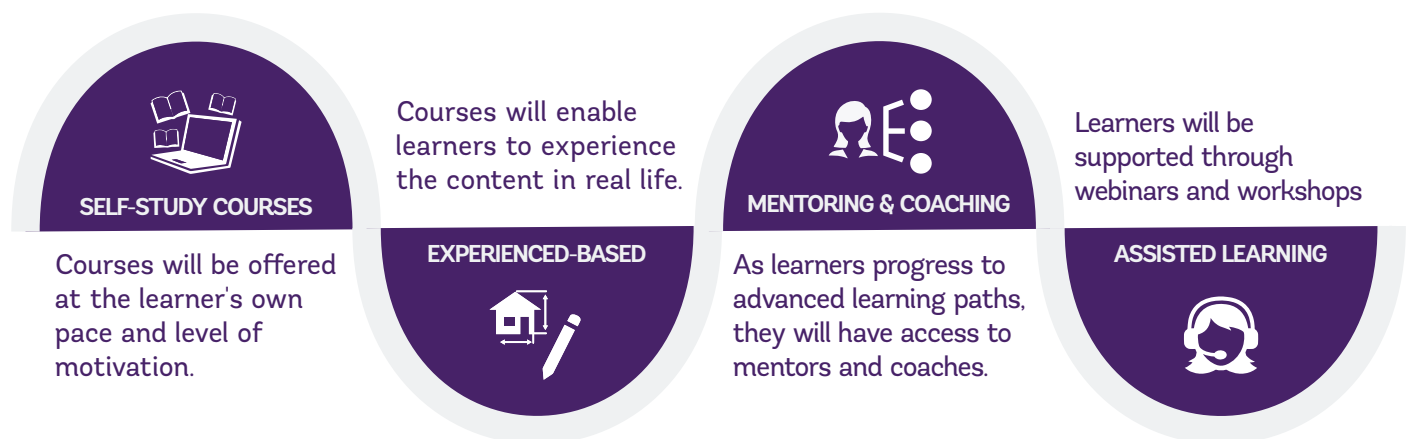 SELF-STUDY COURSES
Courses will be offered
at the learner's own
pace and level of
motivation.
Courses will enable
learners to experience
the content in real life.
EXPERIENCED-BASED
MENTORING & COACHING
As learners progress to
advanced learning paths,
they will have access to
mentors and coaches.
Learners will be
supported through
webinars and workshops
ASSISTED LEARNING